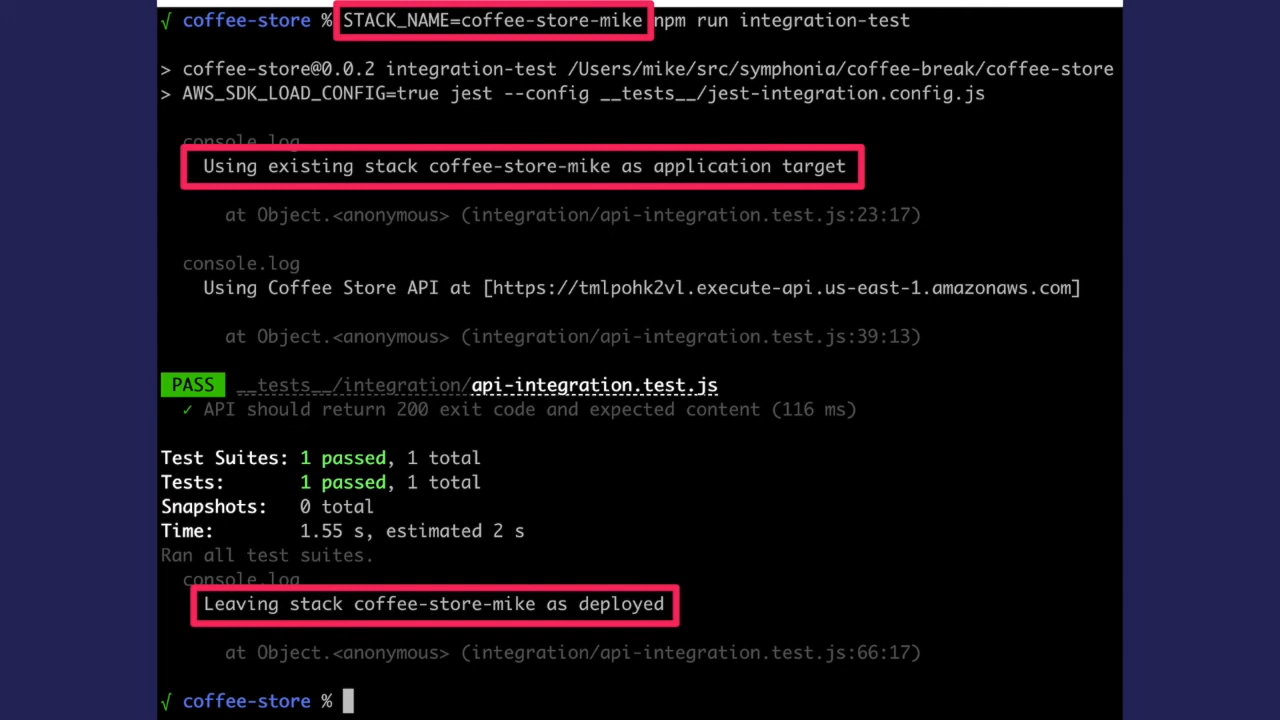 √ coffee-store % STACK_NAME=coffee-store-mike npm run integration-test
> coffee-store@0.0.2 integration-test /Users/mike/src/symphonia/coffee-break/coffee-store
> AWS_SDK_LOAD_CONFIG=true jest --config __tests__/jest-integration.config.js
console.log
Using existing stack coffee-store-mike as application target
at Object.<anonymous> (integration/api-integration.test.js:23:17)
console.log
Using Coffee Store API at [https://tmlpohk2vl.execute-api.us-east-1.amazonaws.com]
at Object.<anonymous> (integration/api-integration.test.js:39:13)
PASS __tests__/integration/api-integration.test.js
✓ API should return 200 exit code and expected content (116 ms)
Test Suites: 1 passed, 1 total
Tests: 1 passed, 1 total
Snapshots: 0 total
Time: 1.55 s, estimated 2 s
Ran all test suites.
console.log
Leaving stack coffee-store-mike as deployed
at Object.<anonymous> (integration/api-integration.test.js:66:17)
√ coffee-store %